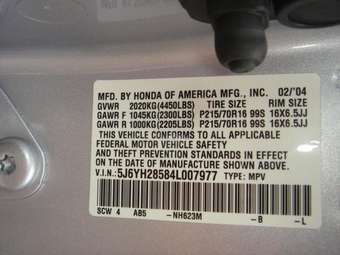 MFD. BY HONDA OF AMERICA MFG., INC. 02/'04
GVWR 2020KG(4450LBS) TIRE SIZE RIM SIZE
GAWR F 1045KG(2300LBS) P215/70R16 99S 16X6.5JJ
GAWR R 1000KG(2205LBS) P215/70R16 99S 16X6.5JJ
THIS VEHICLE CONFORMS TO ALL APPLICABLE
FEDERAL MOTOR VEHICLE SAFETY
AND THEFT PREVENTION STANDARDS IN EFFECT
ON THE DATE OF MANUFACTURE SHOWN ABOVE.
V.I.N.: 5J6YH28584L007977 TYPE: MPV
SCW 4 AB5 -NH623M -B -L